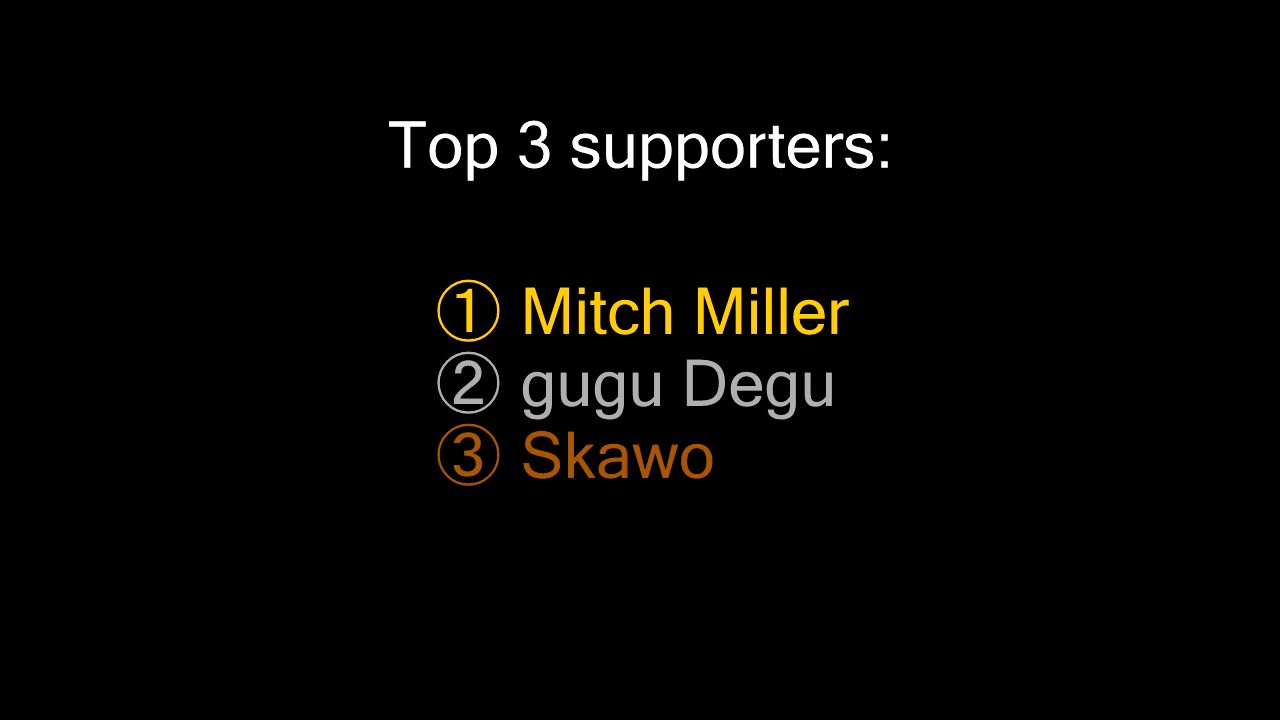 Top 3 supporters:
① Mitch Miller
② gugu Degu
③ Skawo